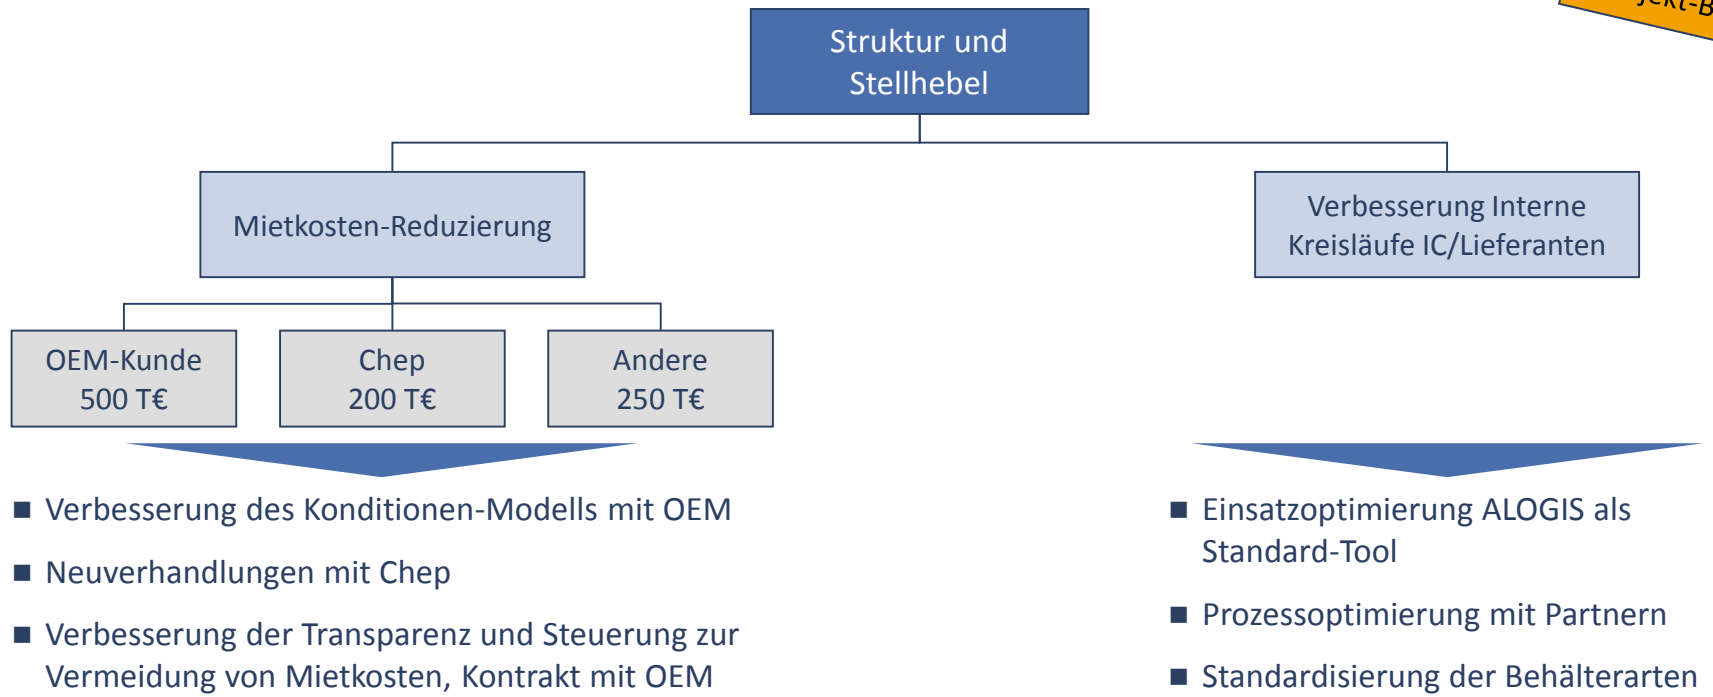 Struktur und
Stellhebel
Mietkosten-Reduzierung
Verbesserung Interne
Kreisläufe IC/Lieferanten
OEM-Kunde
500 T€
Chep
200 T€
Andere
250 T€
■ Verbesserung des Konditionen-Modells mit OEM
■ Neuverhandlungen mit Chep
■ Verbesserung der Transparenz und Steuerung zur
Vermeidung von Mietkosten, Kontrakt mit OEM
■ Einsatzoptimierung ALOGIS als
Standard-Tool
■ Prozessoptimierung mit Partnern
■ Standardisierung der Behälterarten